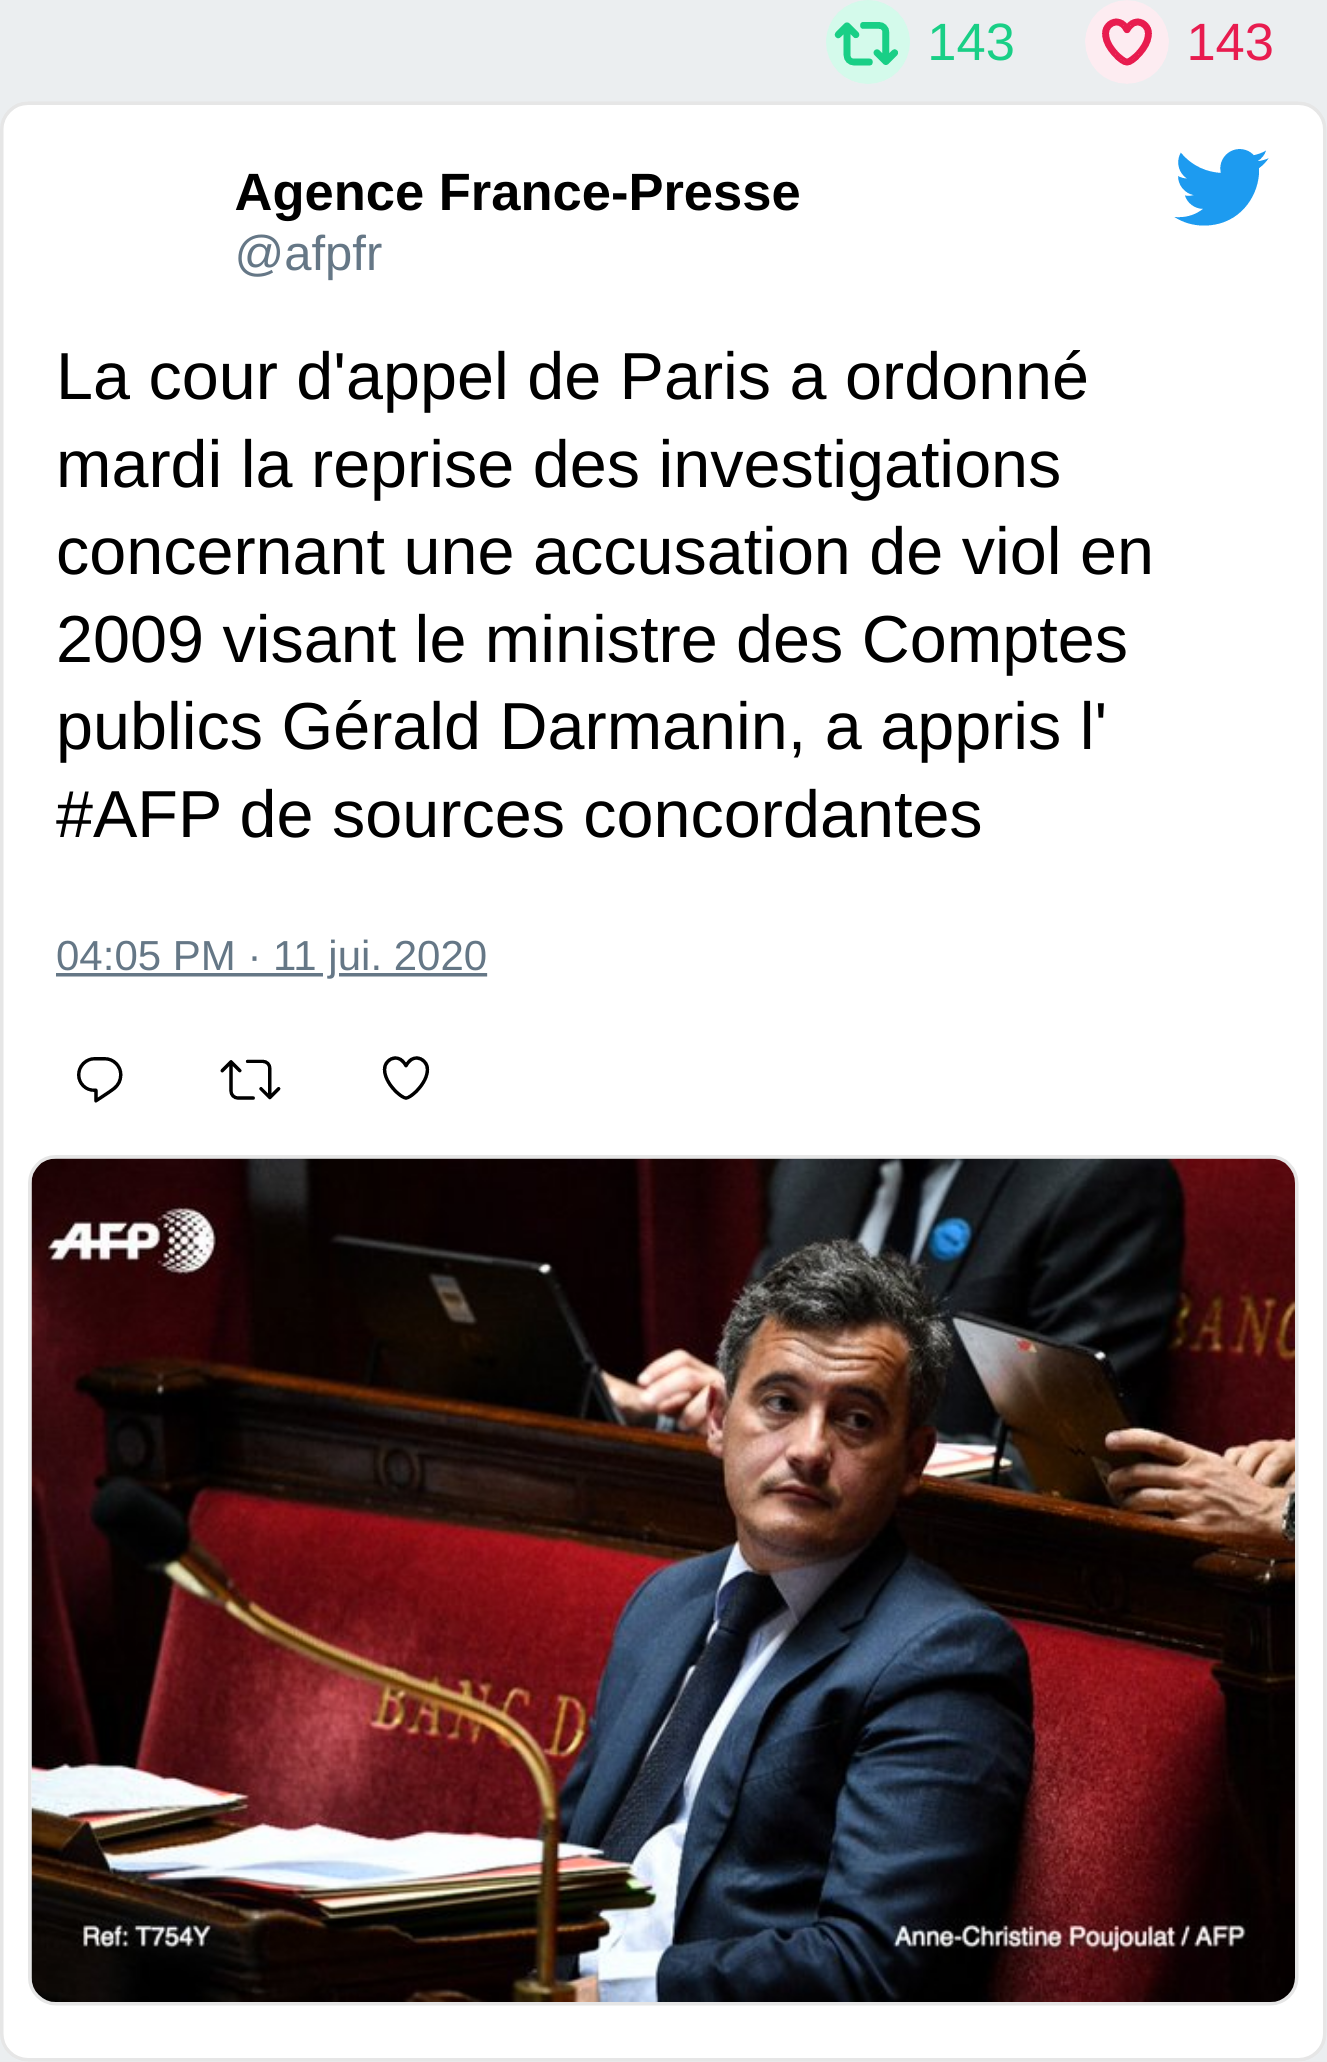 143 143
Agence France-Presse
@afpfr
La cour d'appel de Paris a ordonné
mardi la reprise des investigations
concernant une accusation de viol en
2009 visant le ministre des Comptes
publics Gérald Darmanin, a appris l'
#AFP de sources concordantes
04:05 PM · 11 jui. 2020
AFP
BANC
BANC D
Ref: T754Y
Anne-Christine Poujoulat / AFP